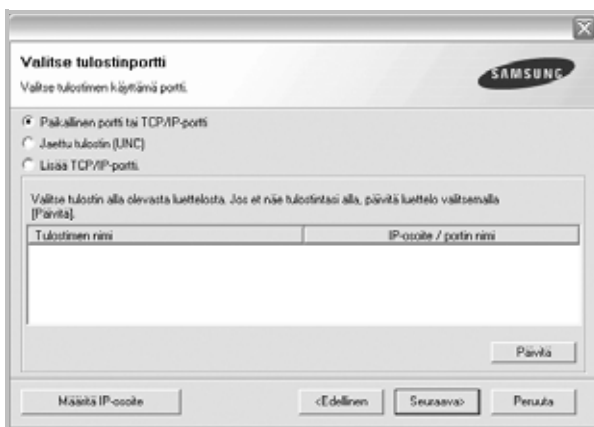 Valitse tulostinportti
Valitse tulostimen käyttämä portti.
SAMSUNG
Paikallinen portti tai TCP/IP-portti
Jaettu tulostin (UNC)
Lisää TCP/IP-portti.
Valitse tulostin alla olevasta luettelosta. Jos et näe tulostintasi alla, päivitä luettelo valitsemalla
[Päivitä].
Tulostimen nimi IP-osoite / portin nimi
Päivitä
Määritä IP-osoite <Edellinen Seuraava> Peruuta